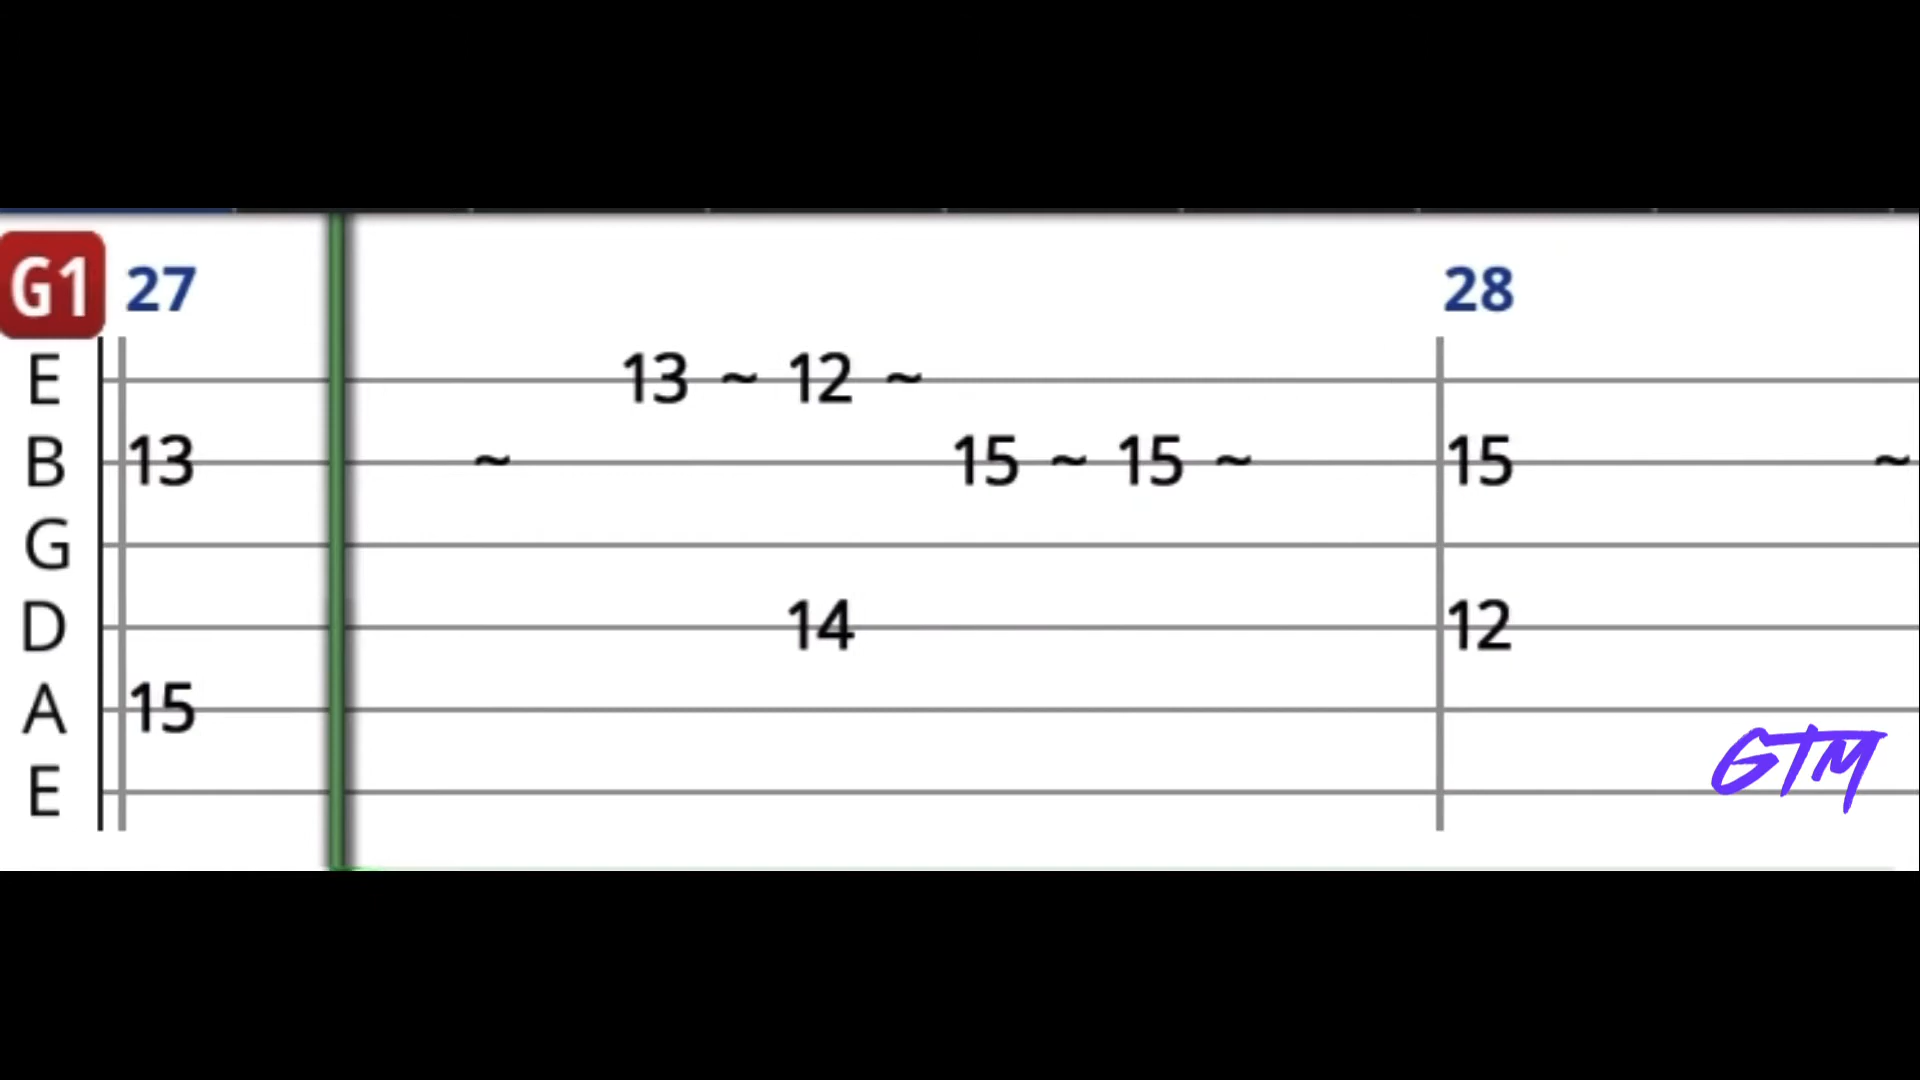 G1 27 28
E 13 ~ 12 ~
B 13 ~ 15 ~ 15 ~ 15 ~
G
D 14 12
A 15
E
GTM